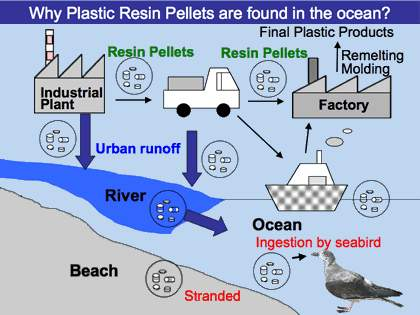 Why Plastic Resin Pellets are found in the ocean?
Final Plastic Products
Resin Pellets
Resin Pellets
Remelting
Molding
Industrial
Plant
Factory
Urban runoff
River
Ocean
Ingestion by seabird
Beach
Stranded